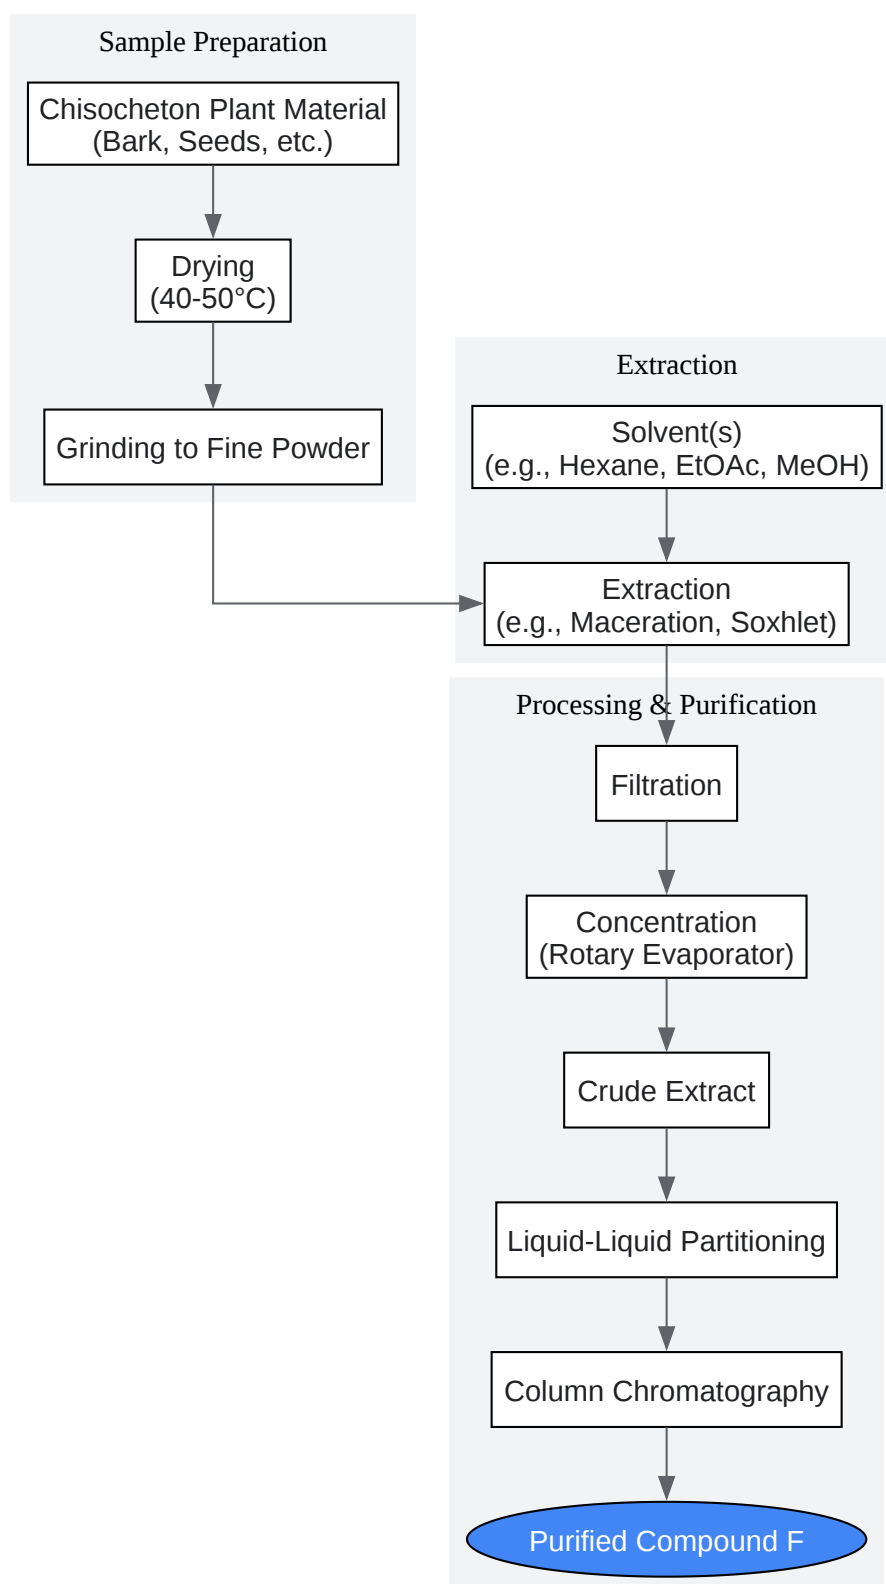 Sample Preparation
Chisocheton Plant Material
(Bark, Seeds, etc.)
Drying
(40-50°C)
Grinding to Fine Powder
Extraction
Solvent(s)
(e.g., Hexane, EtOAc, MeOH)
Extraction
(e.g., Maceration, Soxhlet)
Processing & Purification
Filtration
Concentration
(Rotary Evaporator)
Crude Extract
Liquid-Liquid Partitioning
Column Chromatography
Purified Compound F